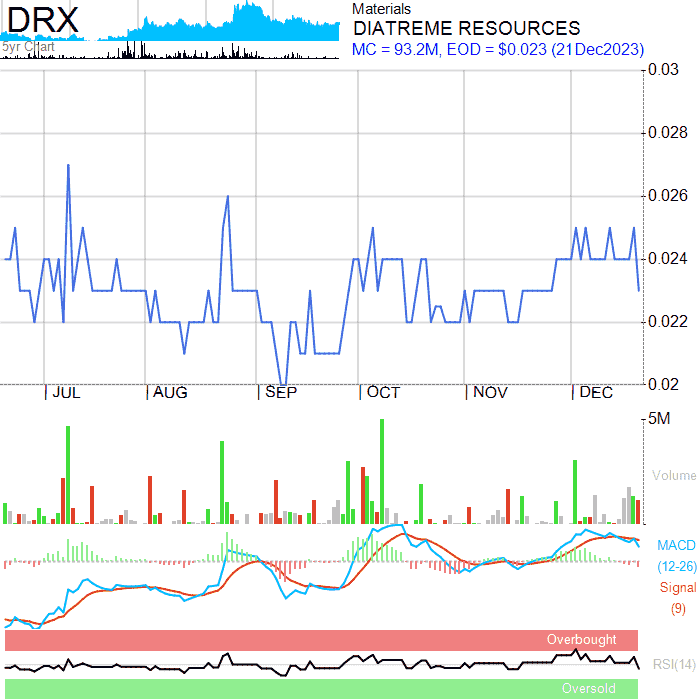 DRX
5yr Chart
Materials
DIATREME RESOURCES
MC = 93.2M, EOD = $0.023 (21Dec2023)
0.03
0.028
0.026
0.024
0.022
0.02
JUL AUG SEP OCT NOV DEC
5M
Volume
MACD
(12-26)
Signal
(9)
Overbought
RSI(14)
Oversold